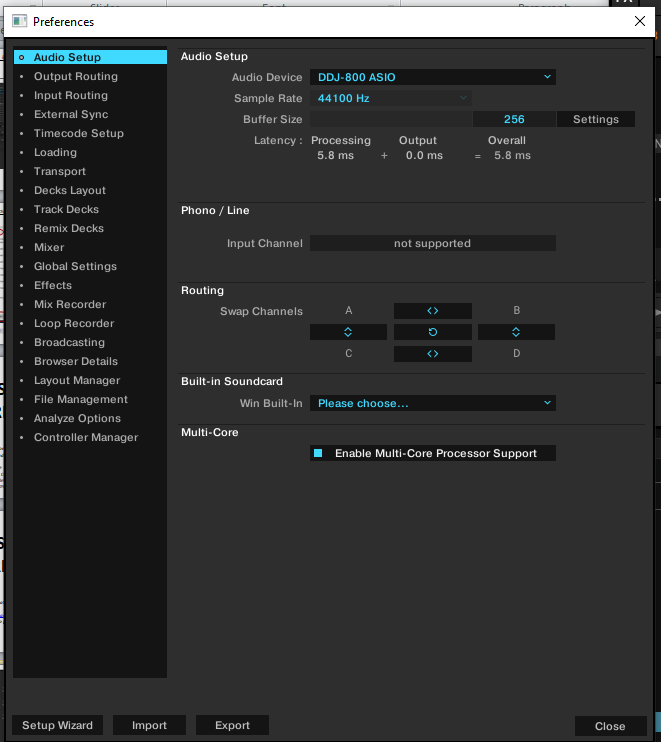 Preferences
Audio Setup
Output Routing
Input Routing
External Sync
Timecode Setup
Loading
Transport
Decks Layout
Track Decks
Remix Decks
Mixer
Global Settings
Effects
Mix Recorder
Loop Recorder
Broadcasting
Browser Details
Layout Manager
File Management
Analyze Options
Controller Manager
Audio Setup
Audio Device DDJ-800 ASIO
Sample Rate 44100 Hz
Buffer Size 256 Settings
Latency : Processing Output Overall
5.8 ms + 0.0 ms = 5.8 ms
Phono / Line
Input Channel not supported
Routing
Swap Channels A B
C D
Built-in Soundcard
Win Built-In Please choose...
Multi-Core
Enable Multi-Core Processor Support
Setup Wizard Import Export Close